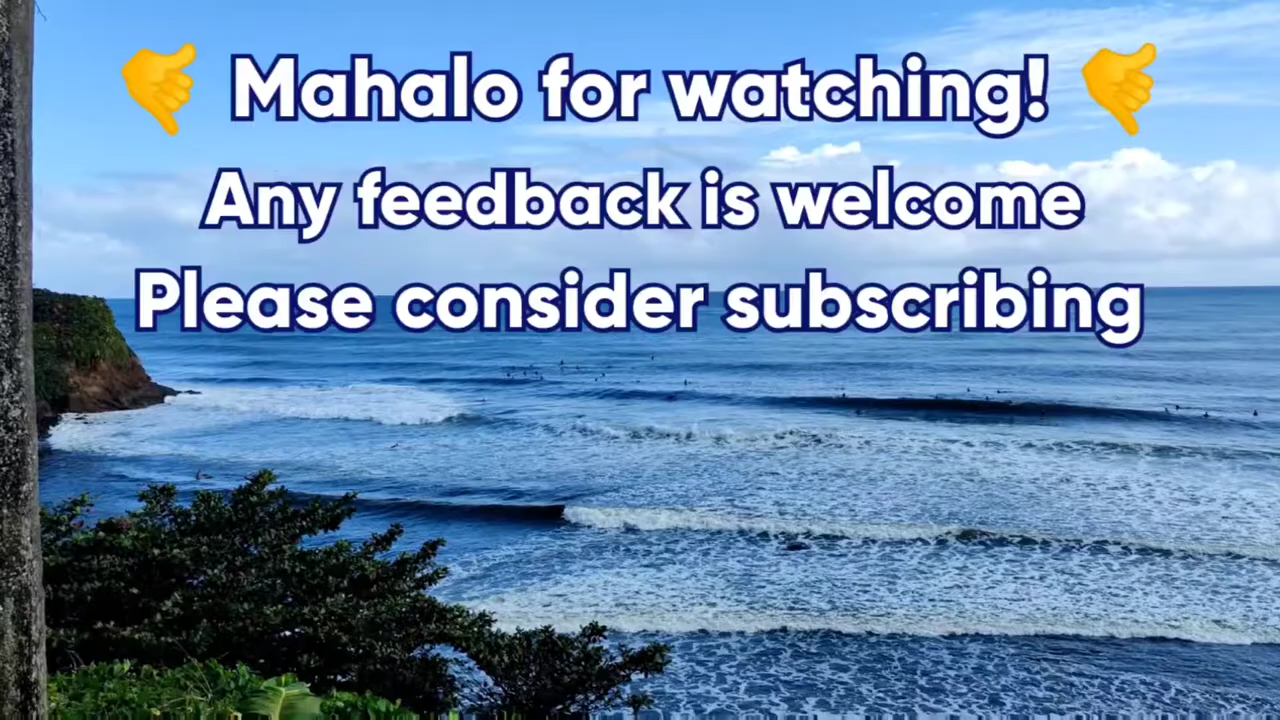 🤙 Mahalo for watching! 🤙
Any feedback is welcome
Please consider subscribing